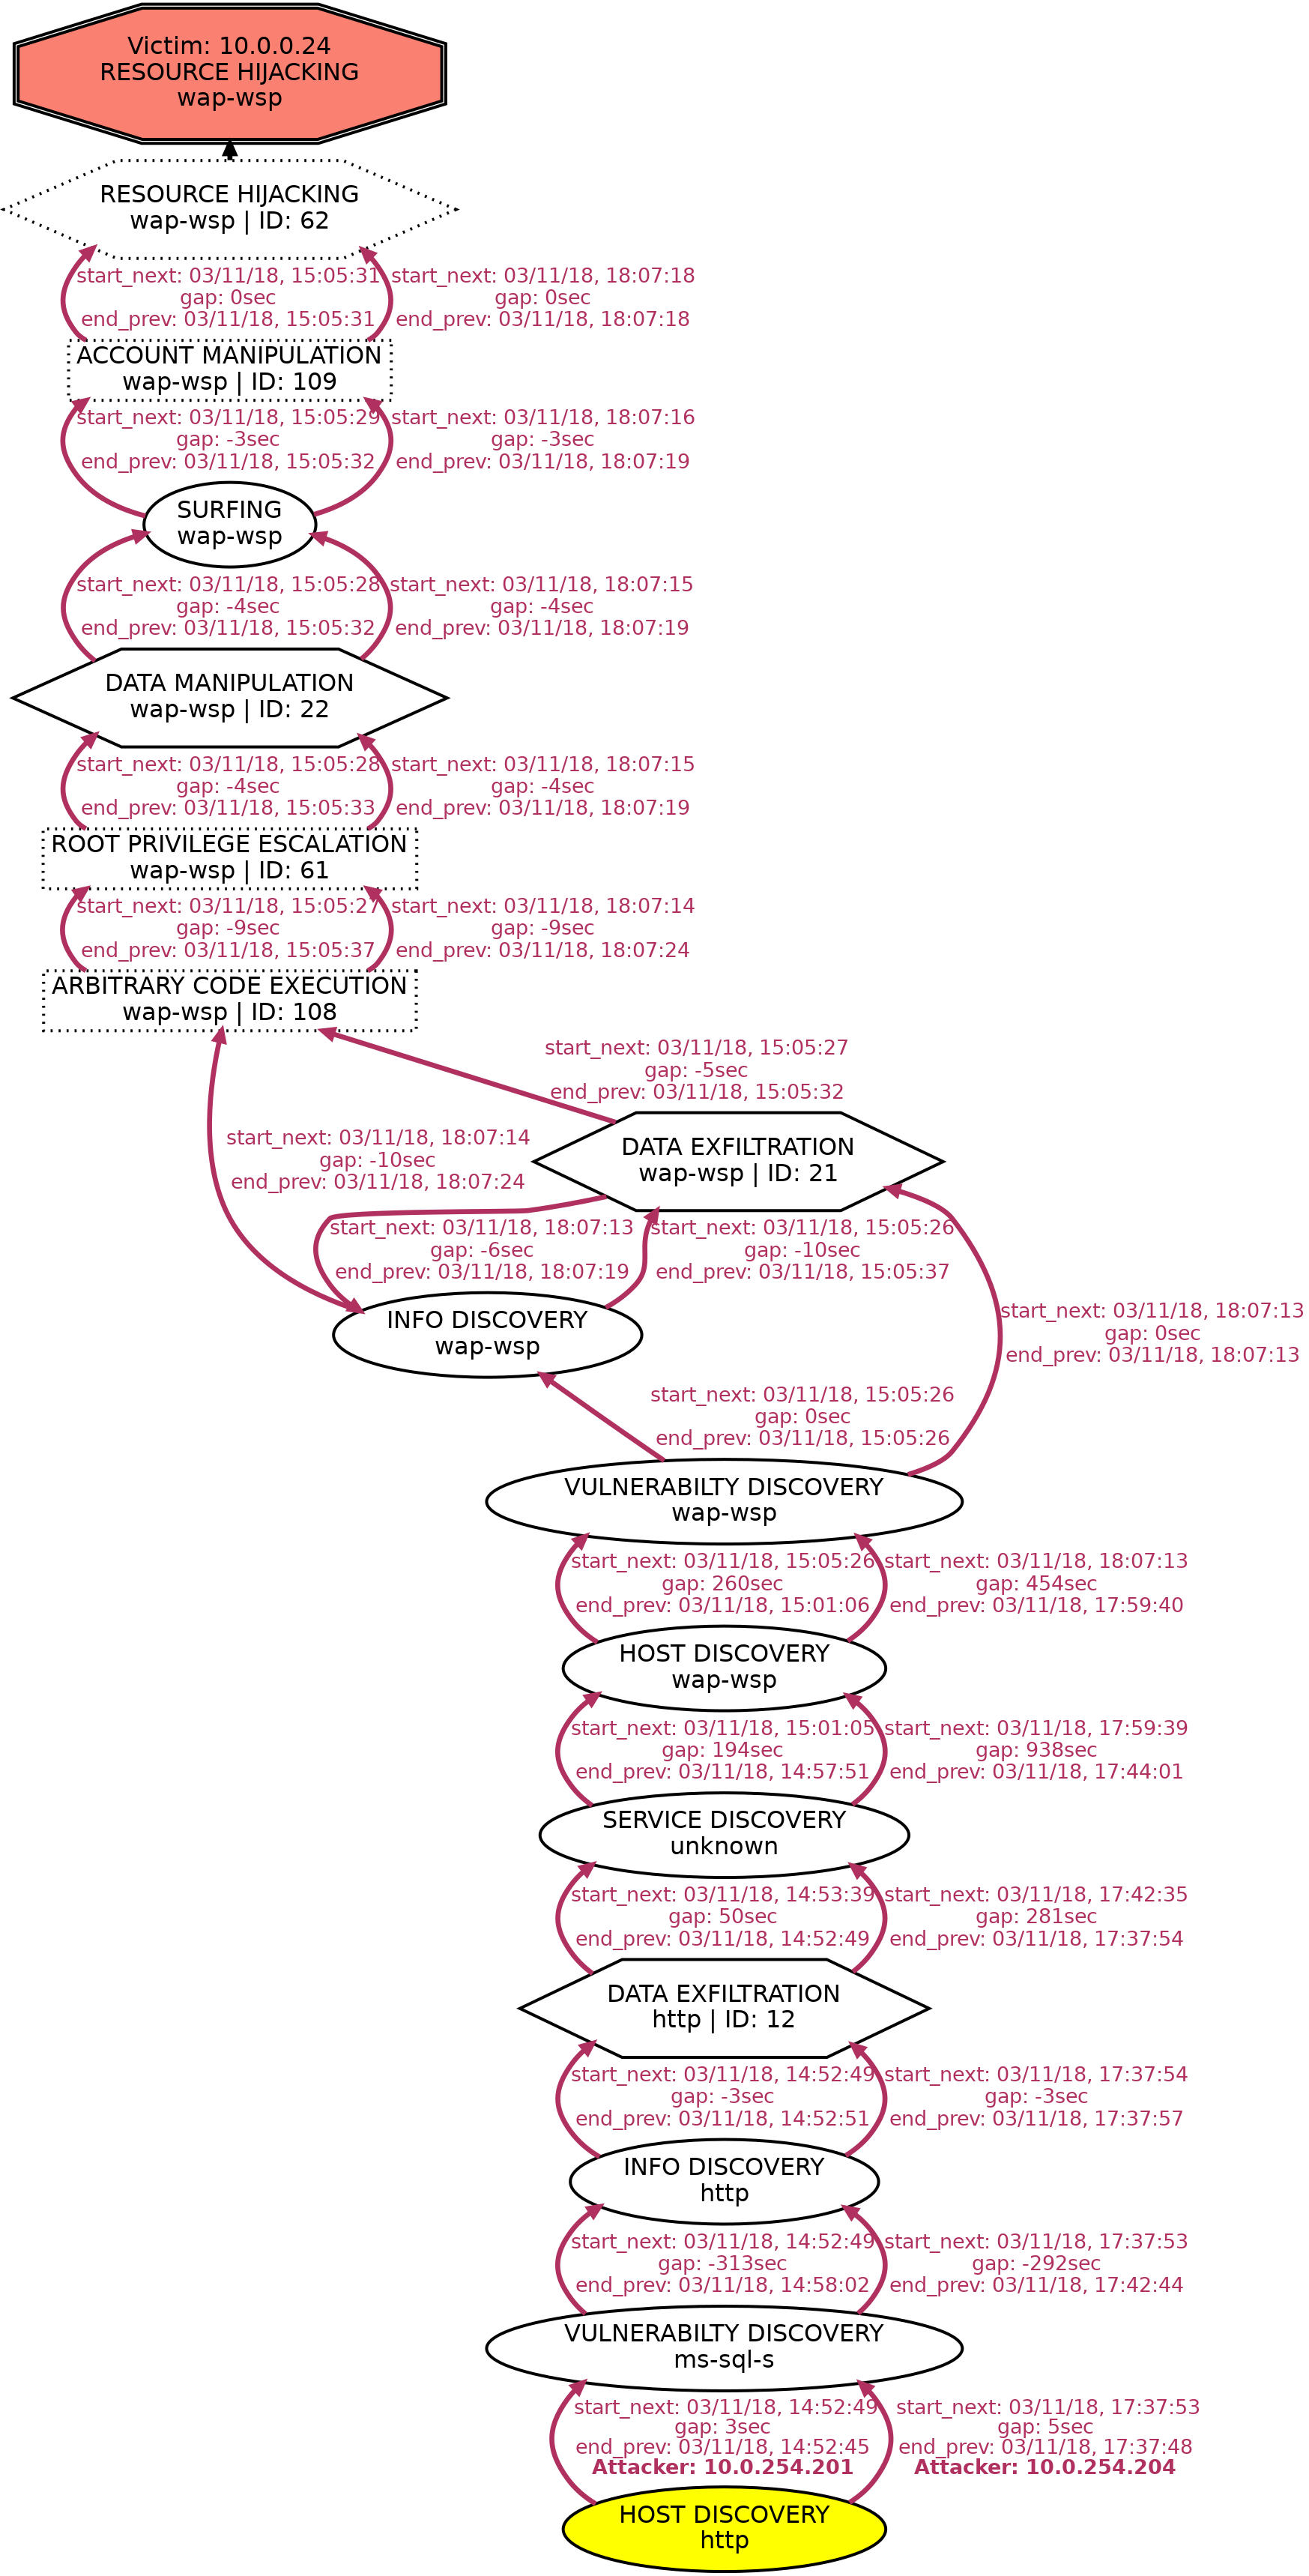 Victim: 10.0.0.24
RESOURCE HIJACKING
wap-wsp
RESOURCE HIJACKING
wap-wsp | ID: 62
start_next: 03/11/18, 15:05:31
gap: 0sec
end_prev: 03/11/18, 15:05:31
start_next: 03/11/18, 18:07:18
gap: 0sec
end_prev: 03/11/18, 18:07:18
ACCOUNT MANIPULATION
wap-wsp | ID: 109
start_next: 03/11/18, 15:05:29
gap: -3sec
end_prev: 03/11/18, 15:05:32
start_next: 03/11/18, 18:07:16
gap: -3sec
end_prev: 03/11/18, 18:07:19
SURFING
wap-wsp
start_next: 03/11/18, 15:05:28
gap: -4sec
end_prev: 03/11/18, 15:05:32
start_next: 03/11/18, 18:07:15
gap: -4sec
end_prev: 03/11/18, 18:07:19
DATA MANIPULATION
wap-wsp | ID: 22
start_next: 03/11/18, 15:05:28
gap: -4sec
end_prev: 03/11/18, 15:05:33
start_next: 03/11/18, 18:07:15
gap: -4sec
end_prev: 03/11/18, 18:07:19
ROOT PRIVILEGE ESCALATION
wap-wsp | ID: 61
start_next: 03/11/18, 15:05:27
gap: -9sec
end_prev: 03/11/18, 15:05:37
start_next: 03/11/18, 18:07:14
gap: -9sec
end_prev: 03/11/18, 18:07:24
ARBITRARY CODE EXECUTION
wap-wsp | ID: 108
start_next: 03/11/18, 15:05:27
gap: -5sec
end_prev: 03/11/18, 15:05:32
start_next: 03/11/18, 18:07:14
gap: -10sec
end_prev: 03/11/18, 18:07:24
DATA EXFILTRATION
wap-wsp | ID: 21
start_next: 03/11/18, 18:07:13
gap: -6sec
end_prev: 03/11/18, 18:07:19
start_next: 03/11/18, 15:05:26
gap: -10sec
end_prev: 03/11/18, 15:05:37
start_next: 03/11/18, 18:07:13
gap: 0sec
end_prev: 03/11/18, 18:07:13
INFO DISCOVERY
wap-wsp
start_next: 03/11/18, 15:05:26
gap: 0sec
end_prev: 03/11/18, 15:05:26
VULNERABILTY DISCOVERY
wap-wsp
start_next: 03/11/18, 15:05:26
gap: 260sec
end_prev: 03/11/18, 15:01:06
start_next: 03/11/18, 18:07:13
gap: 454sec
end_prev: 03/11/18, 17:59:40
HOST DISCOVERY
wap-wsp
start_next: 03/11/18, 15:01:05
gap: 194sec
end_prev: 03/11/18, 14:57:51
start_next: 03/11/18, 17:59:39
gap: 938sec
end_prev: 03/11/18, 17:44:01
SERVICE DISCOVERY
unknown
start_next: 03/11/18, 14:53:39
gap: 50sec
end_prev: 03/11/18, 14:52:49
start_next: 03/11/18, 17:42:35
gap: 281sec
end_prev: 03/11/18, 17:37:54
DATA EXFILTRATION
http | ID: 12
start_next: 03/11/18, 14:52:49
gap: -3sec
end_prev: 03/11/18, 14:52:51
start_next: 03/11/18, 17:37:54
gap: -3sec
end_prev: 03/11/18, 17:37:57
INFO DISCOVERY
http
start_next: 03/11/18, 14:52:49
gap: -313sec
end_prev: 03/11/18, 14:58:02
start_next: 03/11/18, 17:37:53
gap: -292sec
end_prev: 03/11/18, 17:42:44
VULNERABILTY DISCOVERY
ms-sql-s
start_next: 03/11/18, 14:52:49
gap: 3sec
end_prev: 03/11/18, 14:52:45
Attacker: 10.0.254.201
start_next: 03/11/18, 17:37:53
gap: 5sec
end_prev: 03/11/18, 17:37:48
Attacker: 10.0.254.204
HOST DISCOVERY
http